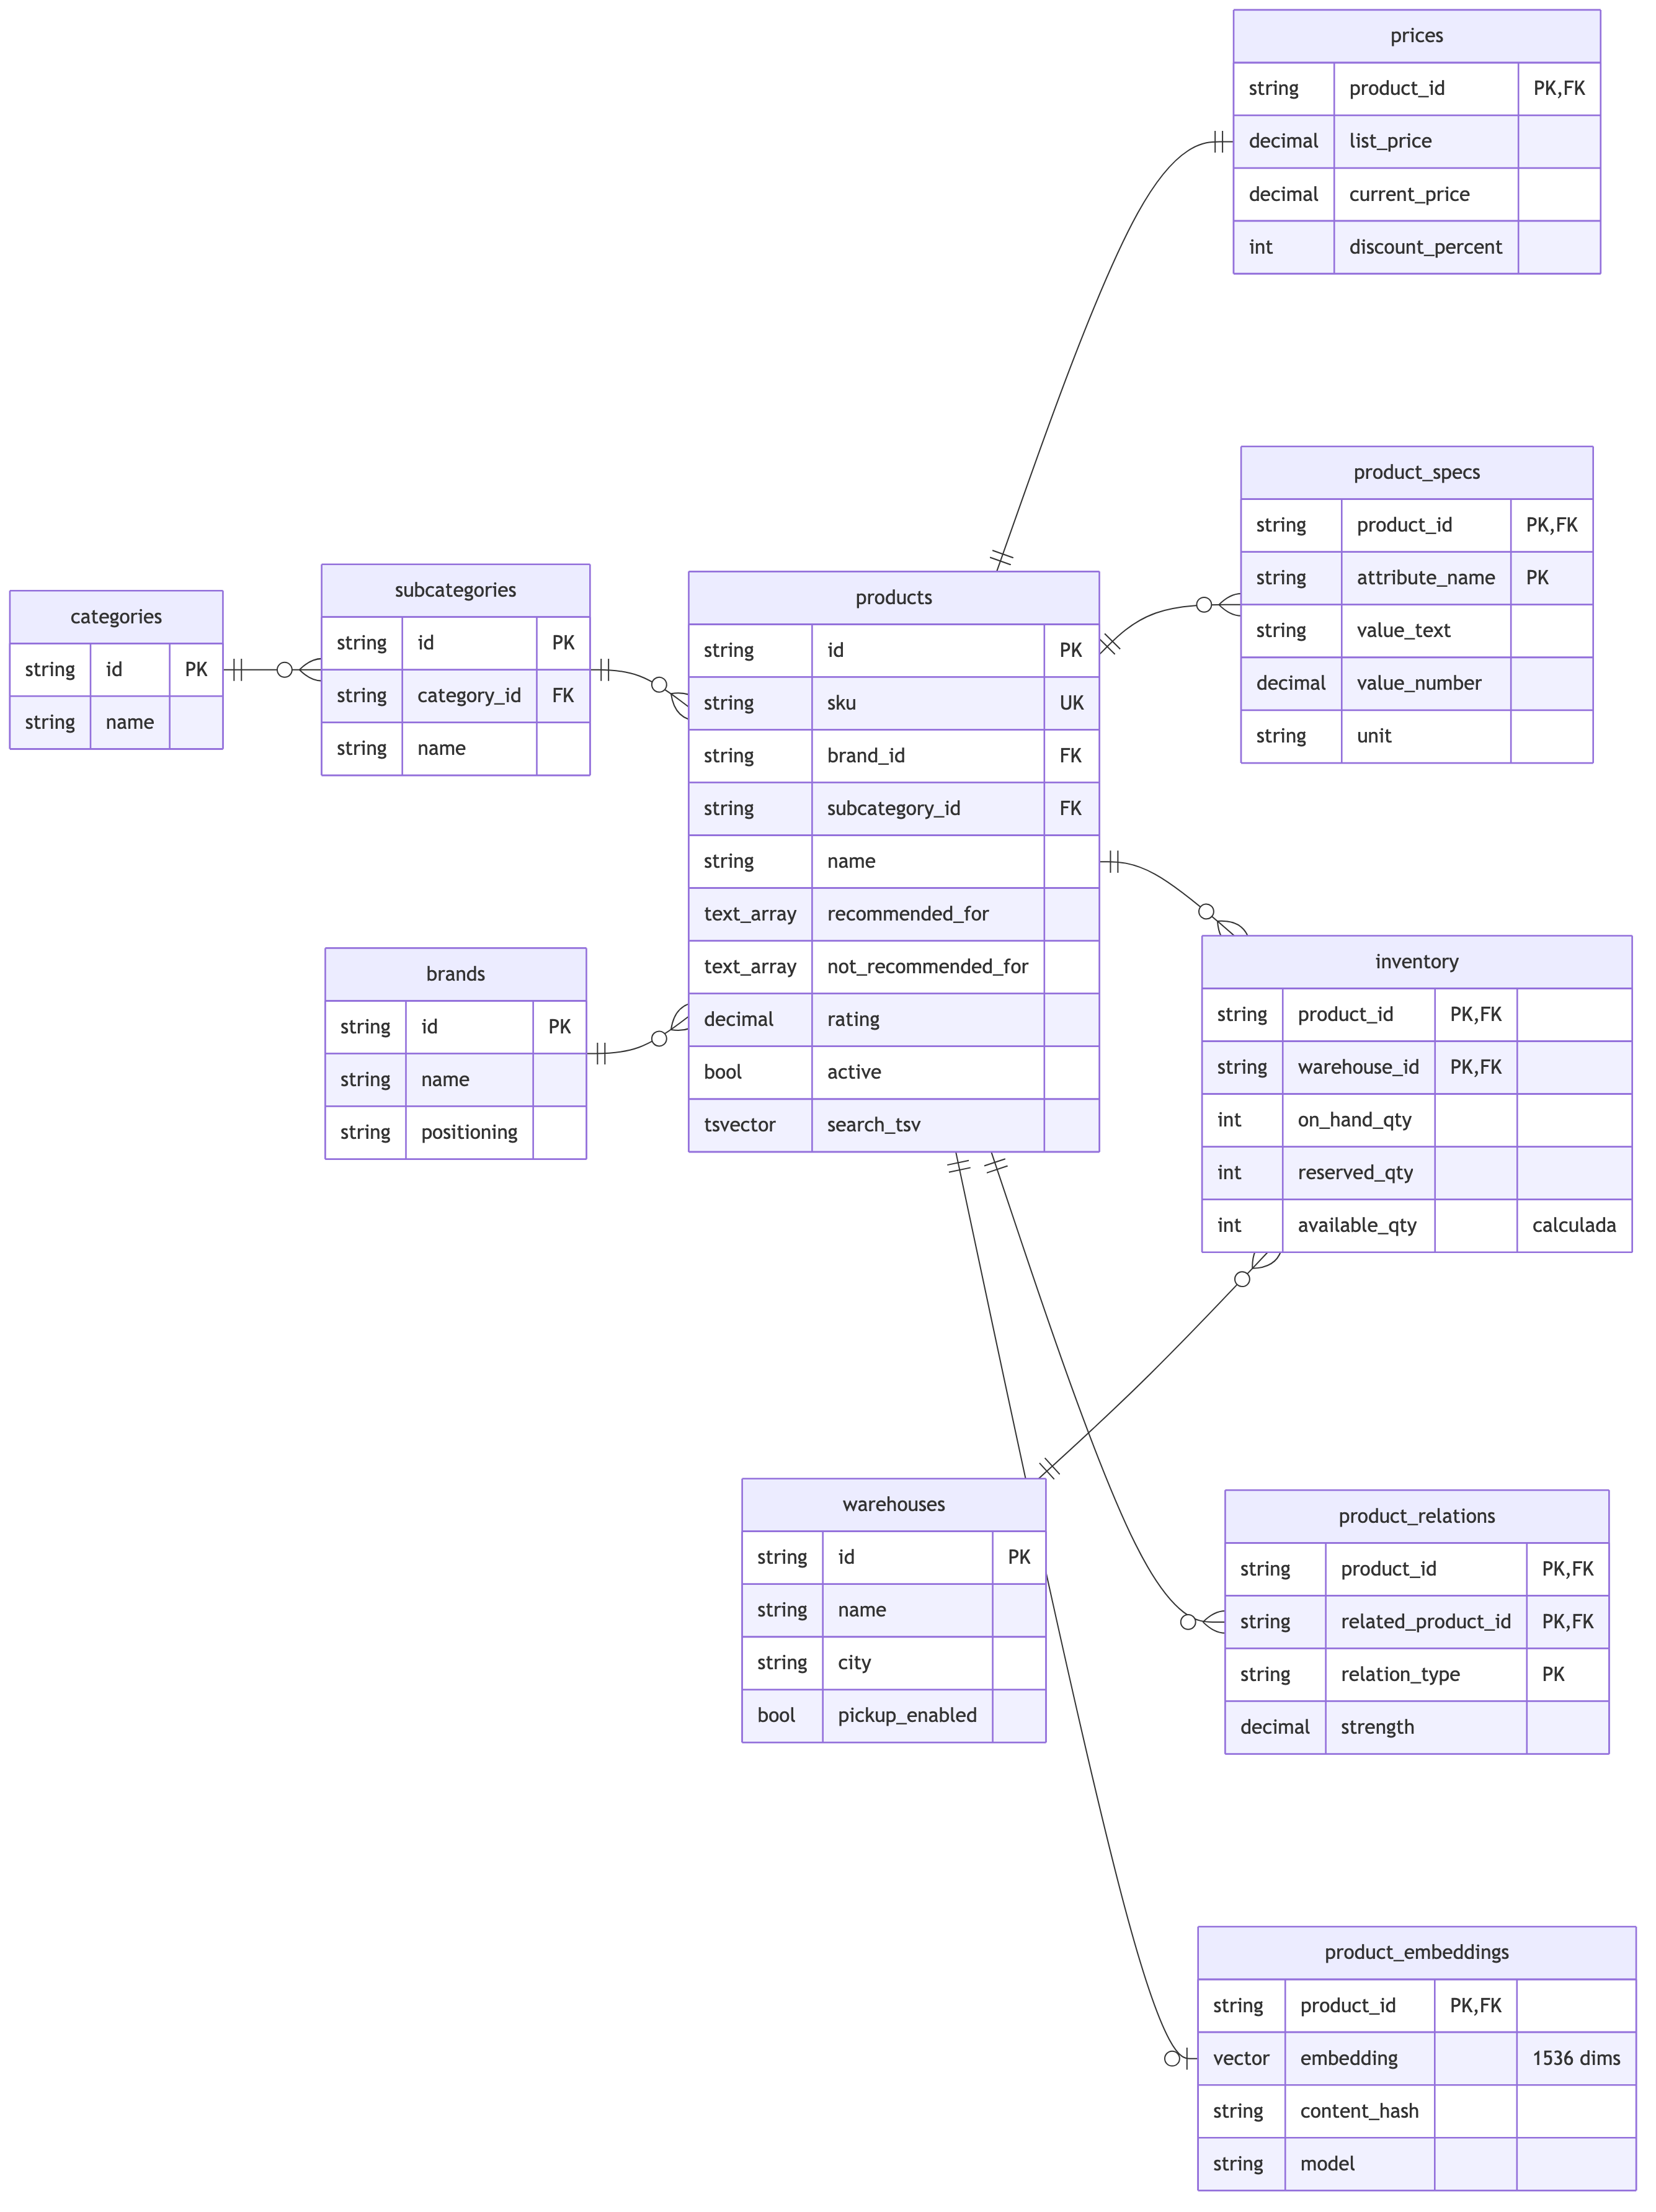 prices
string product_id PK,FK
decimal list_price
decimal current_price
int discount_percent
product_specs
string product_id PK,FK
string attribute_name PK
string value_text
decimal value_number
string unit
categories
string id PK
string name
subcategories
string id PK
string category_id FK
string name
products
string id PK
string sku UK
string brand_id FK
string subcategory_id FK
string name
text_array recommended_for
text_array not_recommended_for
decimal rating
bool active
tsvector search_tsv
brands
string id PK
string name
string positioning
inventory
string product_id PK,FK
string warehouse_id PK,FK
int on_hand_qty
int reserved_qty
int available_qty calculada
warehouses
string id PK
string name
string city
bool pickup_enabled
product_relations
string product_id PK,FK
string related_product_id PK,FK
string relation_type PK
decimal strength
product_embeddings
string product_id PK,FK
vector embedding 1536 dims
string content_hash
string model